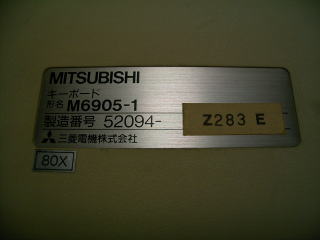 MITSUBISHI
キーボード
形名 M6905-1
製造番号 52094- Z283 E
三菱電機株式会社
80X